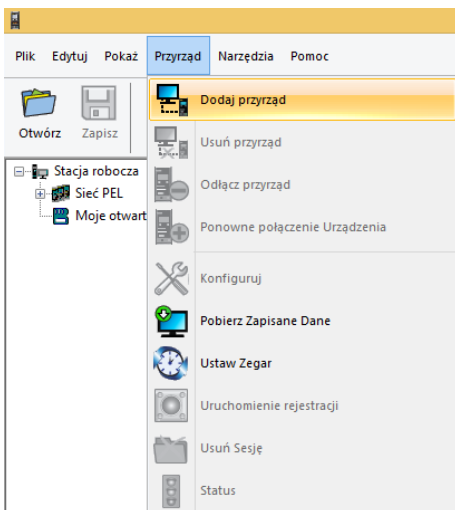 Plik Edytuj Pokaż Przyrząd Narzędzia Pomoc
Otwórz Zapisz
Stacja robocza
Sieć PEL
Moje otwart
Dodaj przyrząd
Usuń przyrząd
Odłącz przyrząd
Ponowne połączenie Urządzenia
Konfiguruj
Pobierz Zapisane Dane
Ustaw Zegar
Uruchomienie rejestracji
Usuń Sesję
Status